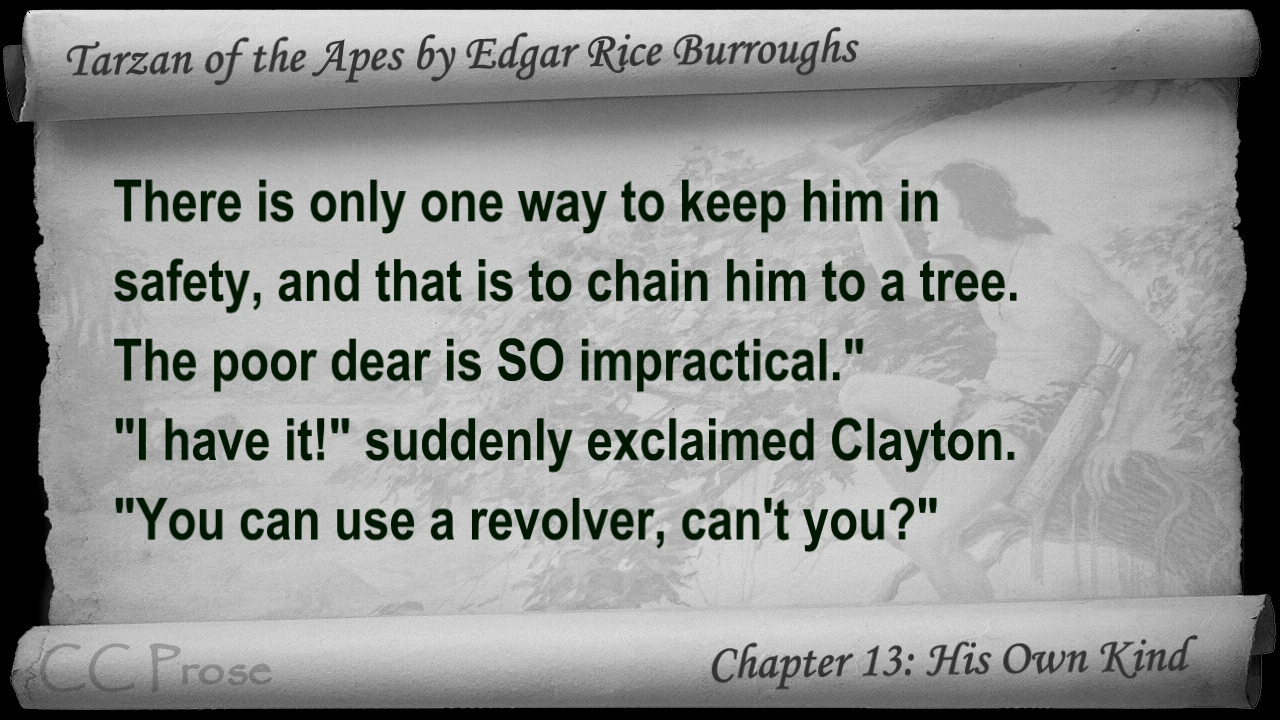 Tarzan of the Apes by Edgar Rice Burroughs
There is only one way to keep him in
safety, and that is to chain him to a tree.
The poor dear is SO impractical."
"I have it!" suddenly exclaimed Clayton.
"You can use a revolver, can't you?"
CC Prose
Chapter 13: His Own Kind